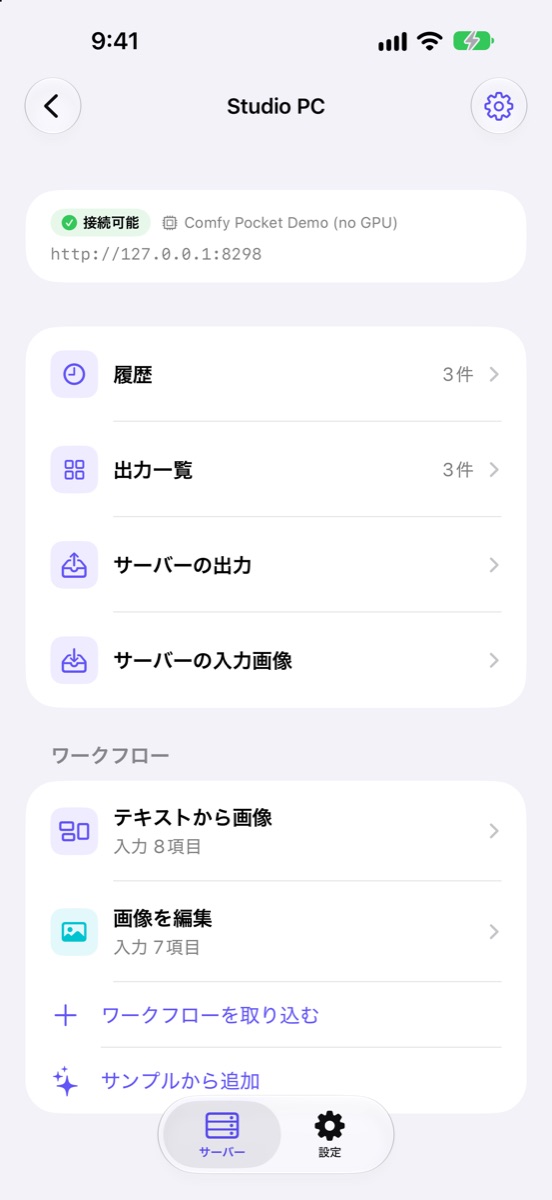 9:41
Studio PC
接続可能 Comfy Pocket Demo (no GPU)
http://127.0.0.1:8298
履歴 3件
出力一覧 3件
サーバーの出力
サーバーの入力画像
ワークフロー
テキストから画像
入力 8項目
画像を編集
入力 7項目
ワークフローを取り込む
サンプルから追加
サーバー 設定